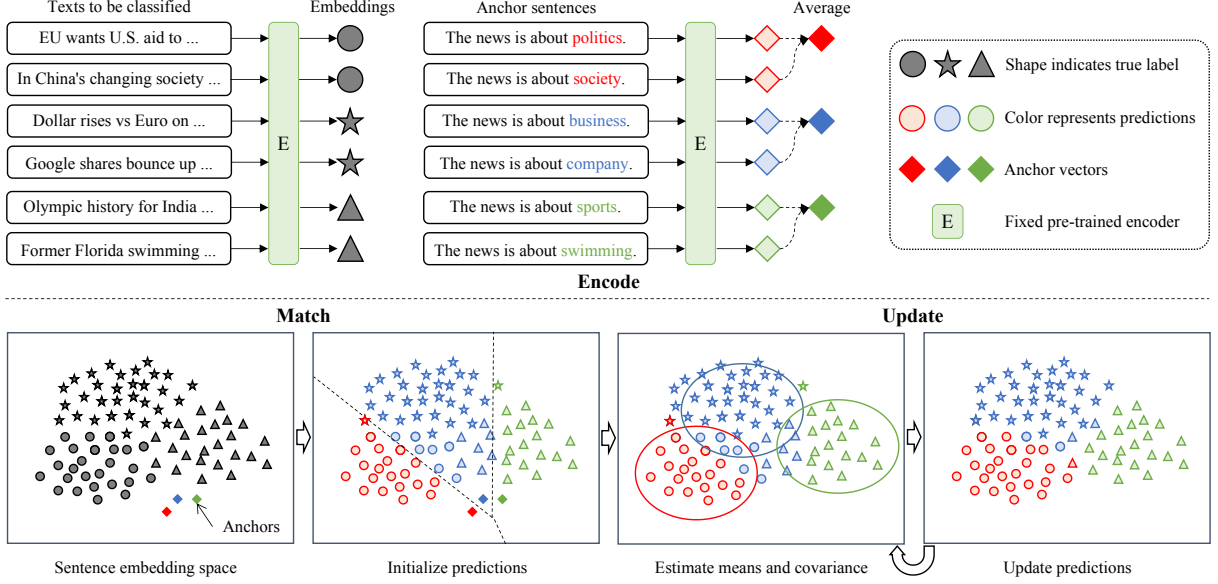 Texts to be classified
Embeddings
Anchor sentences
Average
EU wants U.S. aid to ...
In China's changing society ...
Dollar rises vs Euro on ...
Google shares bounce up ...
Olympic history for India ...
Former Florida swimming ...
E
The news is about politics.
The news is about society.
The news is about business.
The news is about company.
The news is about sports.
The news is about swimming.
E
Shape indicates true label
Color represents predictions
Anchor vectors
E Fixed pre-trained encoder
Encode
Match
Update
Anchors
Sentence embedding space
Initialize predictions
Estimate means and covariance
Update predictions